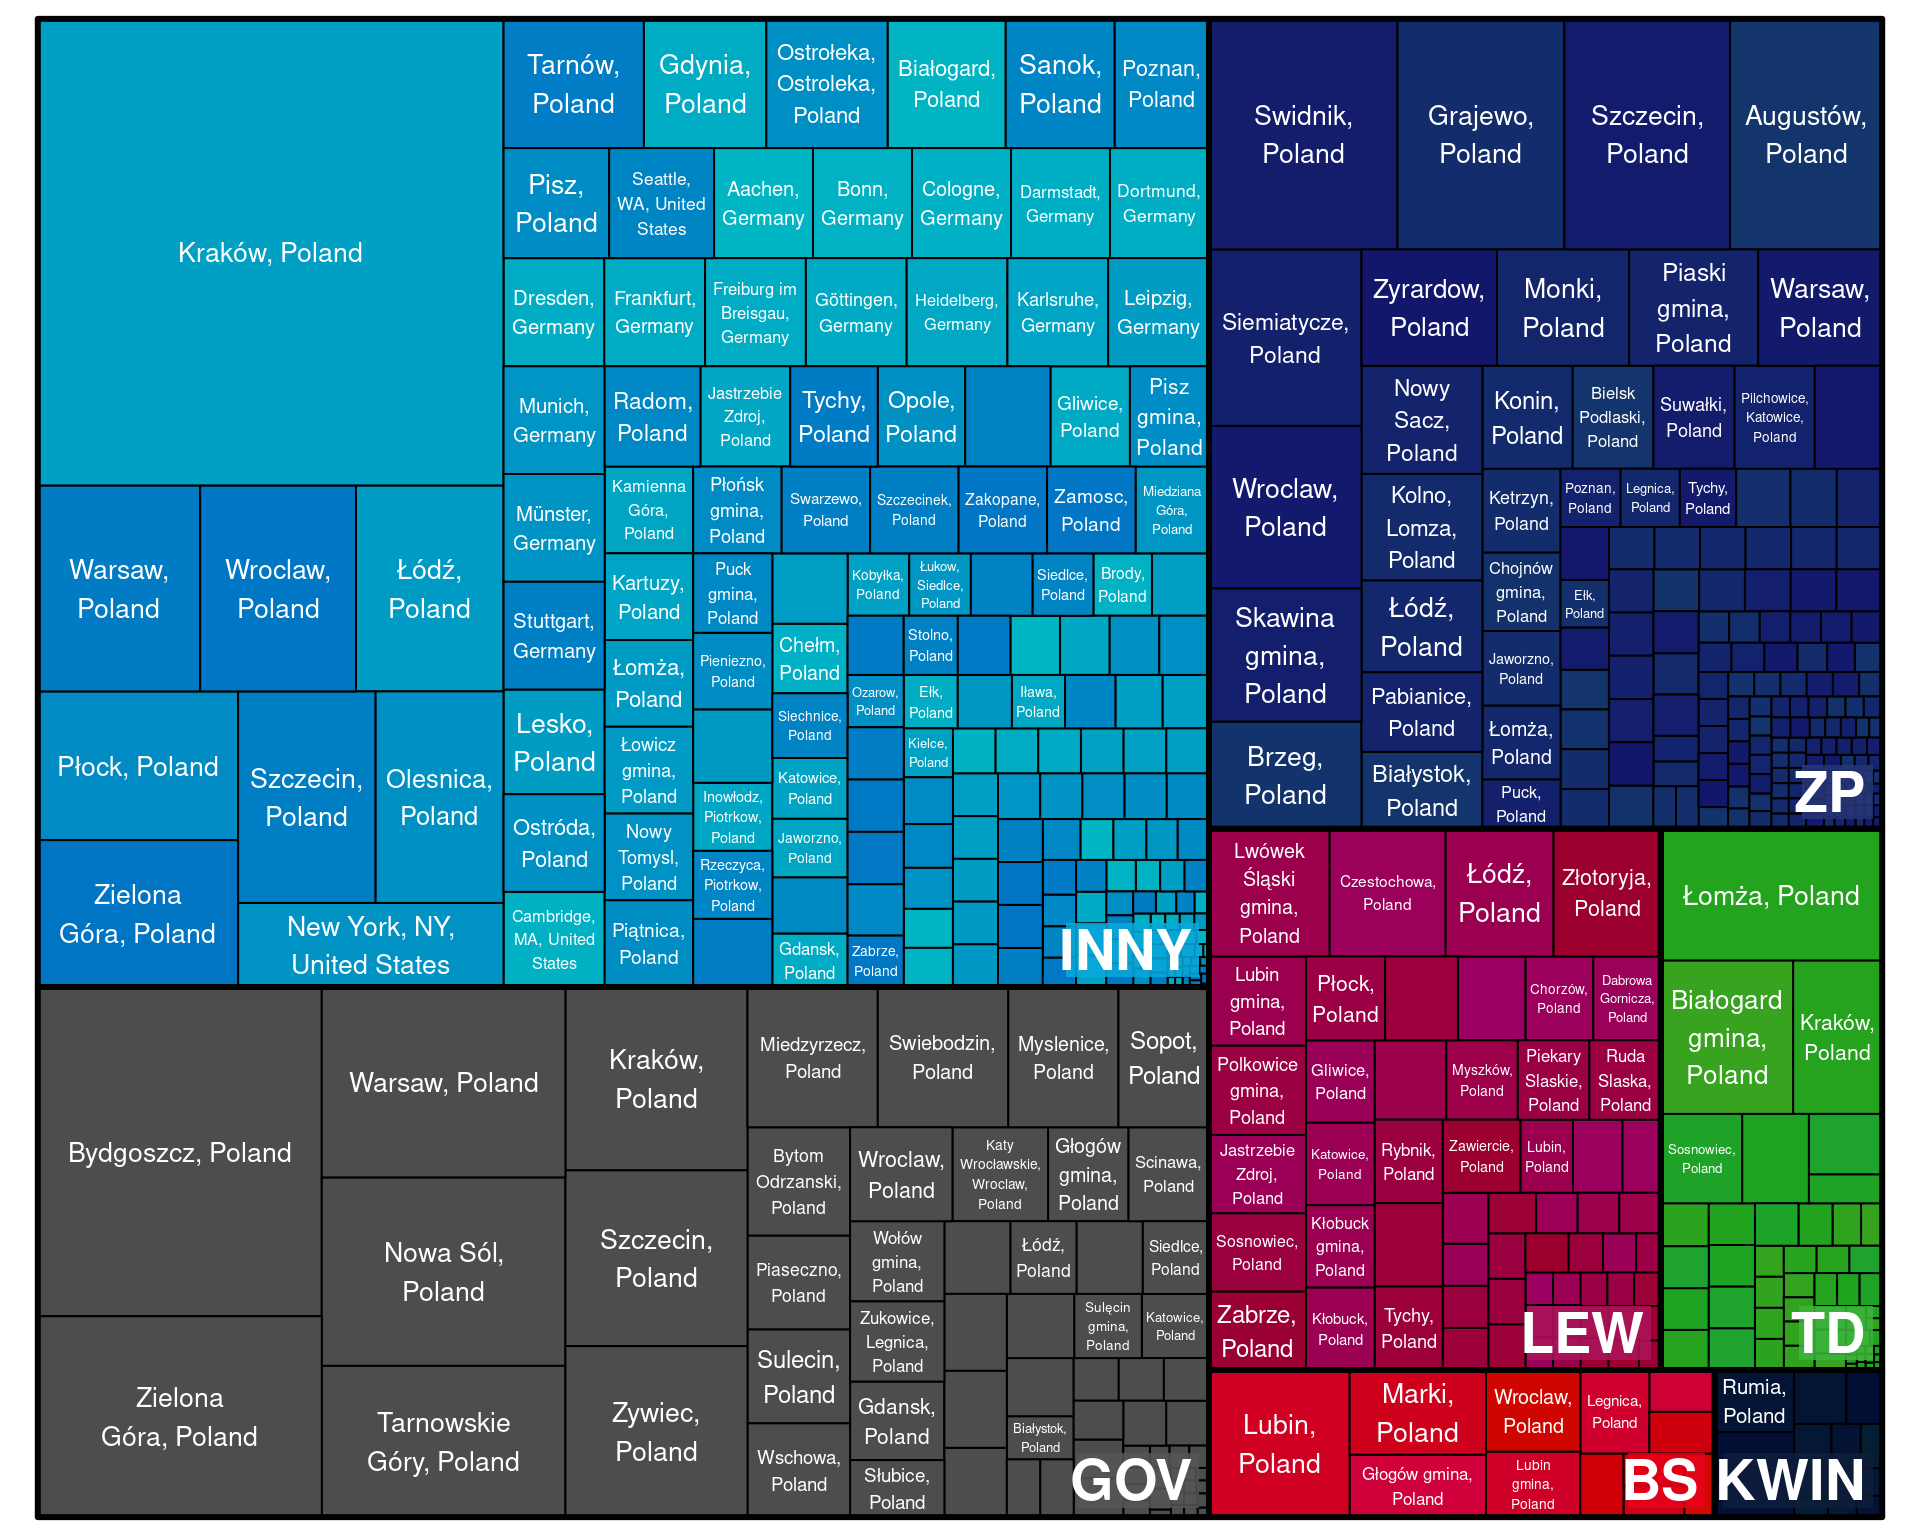 Kraków, Poland
Warsaw,
Poland
Wroclaw,
Poland
Łódź,
Poland
Płock, Poland
Szczecin,
Poland
Olesnica,
Poland
Zielona
Góra, Poland
New York, NY,
United States
Tarnów,
Poland
Gdynia,
Poland
Ostrołeka,
Ostroleka,
Poland
Białogard,
Poland
Sanok,
Poland
Poznan,
Poland
Pisz,
Poland
Seattle,
WA, United
States
Aachen,
Germany
Bonn,
Germany
Cologne,
Germany
Darmstadt,
Germany
Dortmund,
Germany
Dresden,
Germany
Frankfurt,
Germany
Freiburg im
Breisgau,
Germany
Göttingen,
Germany
Heidelberg,
Germany
Karlsruhe,
Germany
Leipzig,
Germany
Munich,
Germany
Münster,
Germany
Stuttgart,
Germany
Lesko,
Poland
Ostróda,
Poland
Cambridge,
MA, United
States
Radom,
Poland
Jastrzebie
Zdroj,
Poland
Tychy,
Poland
Opole,
Poland
Gliwice,
Poland
Pisz
gmina,
Poland
Kamienna
Góra,
Poland
Płońsk
gmina,
Poland
Swarzewo,
Poland
Szczecinek,
Poland
Zakopane,
Poland
Zamosc,
Poland
Miedziana
Góra,
Poland
Kartuzy,
Poland
Łomża,
Poland
Łowicz
gmina,
Poland
Nowy
Tomysl,
Poland
Piątnica,
Poland
Puck
gmina,
Poland
Pieniezno,
Poland
Inowłodz,
Piotrkow,
Poland
Rzeczyca,
Piotrkow,
Poland
Chełm,
Poland
Siechnice,
Poland
Katowice,
Poland
Jaworzno,
Poland
Gdansk,
Poland
Kobyłka,
Poland
Łukow,
Siedlce,
Poland
Siedlce,
Poland
Brody,
Poland
Stolno,
Poland
Ozarow,
Poland
Ełk,
Poland
Iława,
Poland
Kielce,
Poland
Zabrze,
Poland
INNY
Swidnik,
Poland
Grajewo,
Poland
Szczecin,
Poland
Augustów,
Poland
Siemiatycze,
Poland
Wroclaw,
Poland
Skawina
gmina,
Poland
Brzeg,
Poland
Zyrardow,
Poland
Monki,
Poland
Piaski
gmina,
Poland
Warsaw,
Poland
Nowy
Sacz,
Poland
Kolno,
Lomza,
Poland
Łódź,
Poland
Pabianice,
Poland
Białystok,
Poland
Konin,
Poland
Bielsk
Podlaski,
Poland
Suwałki,
Poland
Pilchowice,
Katowice,
Poland
Ketrzyn,
Poland
Chojnów
gmina,
Poland
Jaworzno,
Poland
Łomża,
Poland
Puck,
Poland
Poznan,
Poland
Legnica,
Poland
Tychy,
Poland
Ełk,
Poland
ZP
Bydgoszcz, Poland
Zielona
Góra, Poland
Warsaw, Poland
Nowa Sól,
Poland
Tarnowskie
Góry, Poland
Kraków,
Poland
Szczecin,
Poland
Zywiec,
Poland
Miedzyrzecz,
Poland
Swiebodzin,
Poland
Myslenice,
Poland
Sopot,
Poland
Bytom
Odrzanski,
Poland
Piaseczno,
Poland
Sulecin,
Poland
Wschowa,
Poland
Wroclaw,
Poland
Katy
Wrocławskie,
Wroclaw,
Poland
Głogów
gmina,
Poland
Scinawa,
Poland
Wołów
gmina,
Poland
Zukowice,
Legnica,
Poland
Gdansk,
Poland
Słubice,
Poland
Łódź,
Poland
Siedlce,
Poland
Sulęcin
gmina,
Poland
Katowice,
Poland
Białystok,
Poland
GOV
Lwówek
Śląski
gmina,
Poland
Czestochowa,
Poland
Łódź,
Poland
Złotoryja,
Poland
Lubin
gmina,
Poland
Polkowice
gmina,
Poland
Jastrzebie
Zdroj,
Poland
Sosnowiec,
Poland
Zabrze,
Poland
Płock,
Poland
Chorzów,
Poland
Dabrowa
Gornicza,
Poland
Gliwice,
Poland
Katowice,
Poland
Kłobuck
gmina,
Poland
Kłobuck,
Poland
Myszków,
Poland
Piekary
Slaskie,
Poland
Ruda
Slaska,
Poland
Rybnik,
Poland
Zawiercie,
Poland
Lubin,
Poland
Tychy,
Poland
LEW
Łomża, Poland
Białogard
gmina,
Poland
Kraków,
Poland
Sosnowiec,
Poland
TD
Lubin,
Poland
Marki,
Poland
Głogów gmina,
Poland
Wroclaw,
Poland
Lubin
gmina,
Poland
Legnica,
Poland
BS
Rumia,
Poland
KWIN